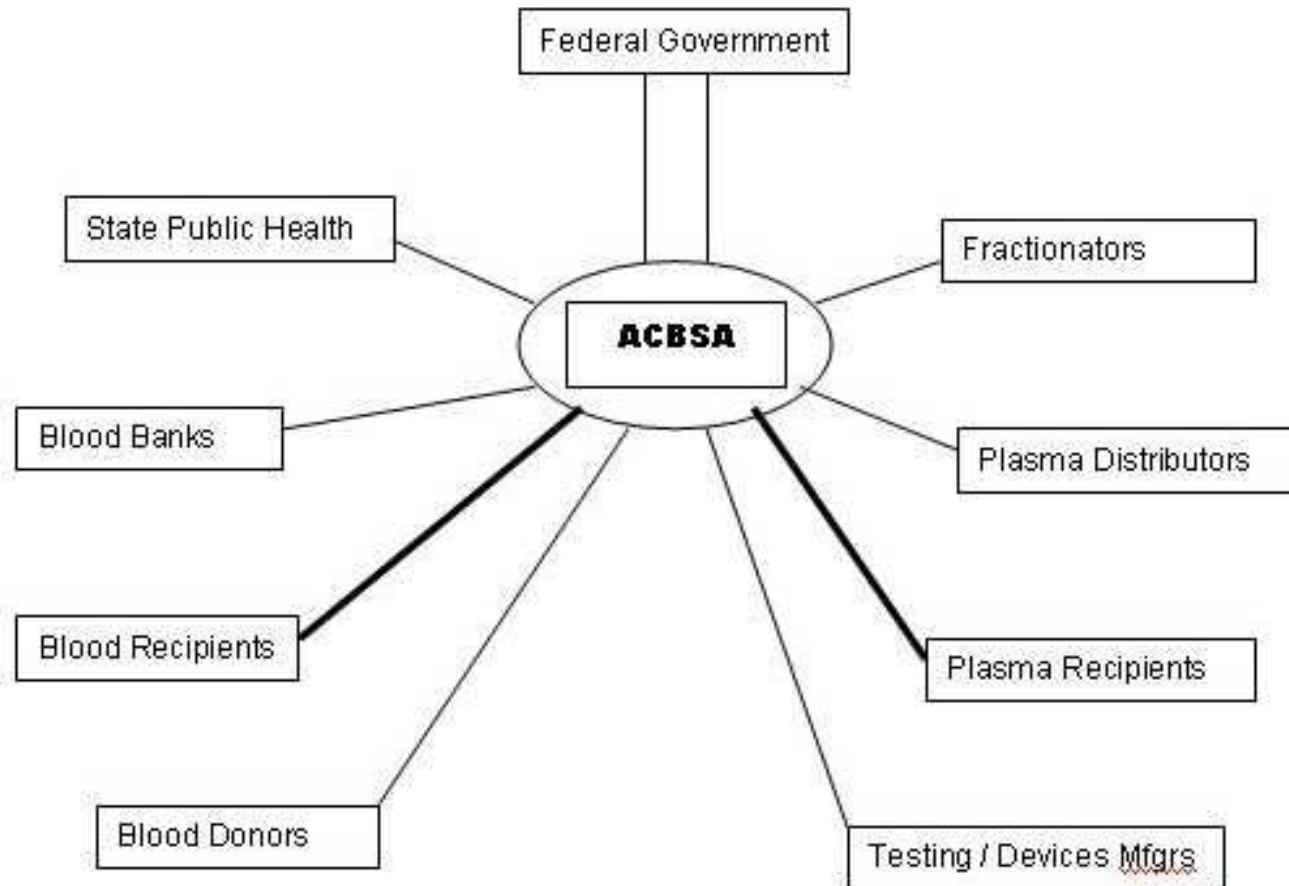 Federal Government
State Public Health
Fractionators
ACBSA
Blood Banks
Plasma Distributors
Blood Recipients
Plasma Recipients
Blood Donors
Testing / Devices Mfgrs